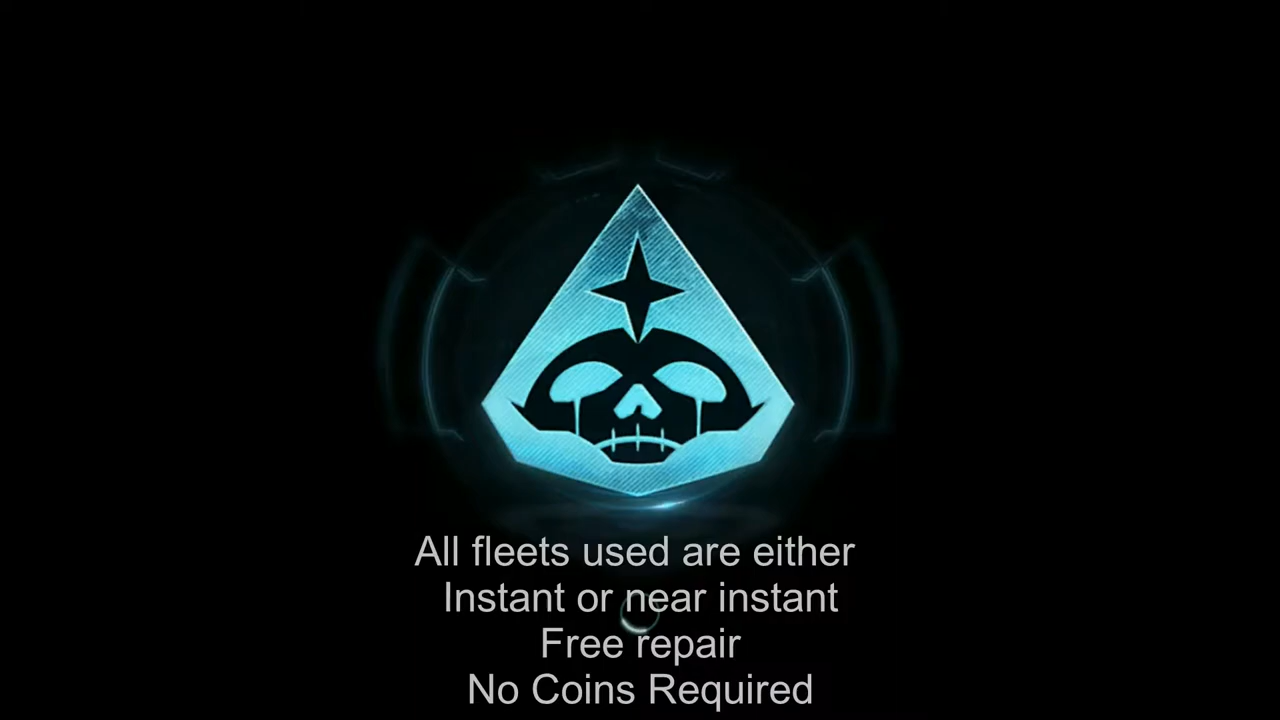 All fleets used are either
Instant or near instant
Free repair
No Coins Required